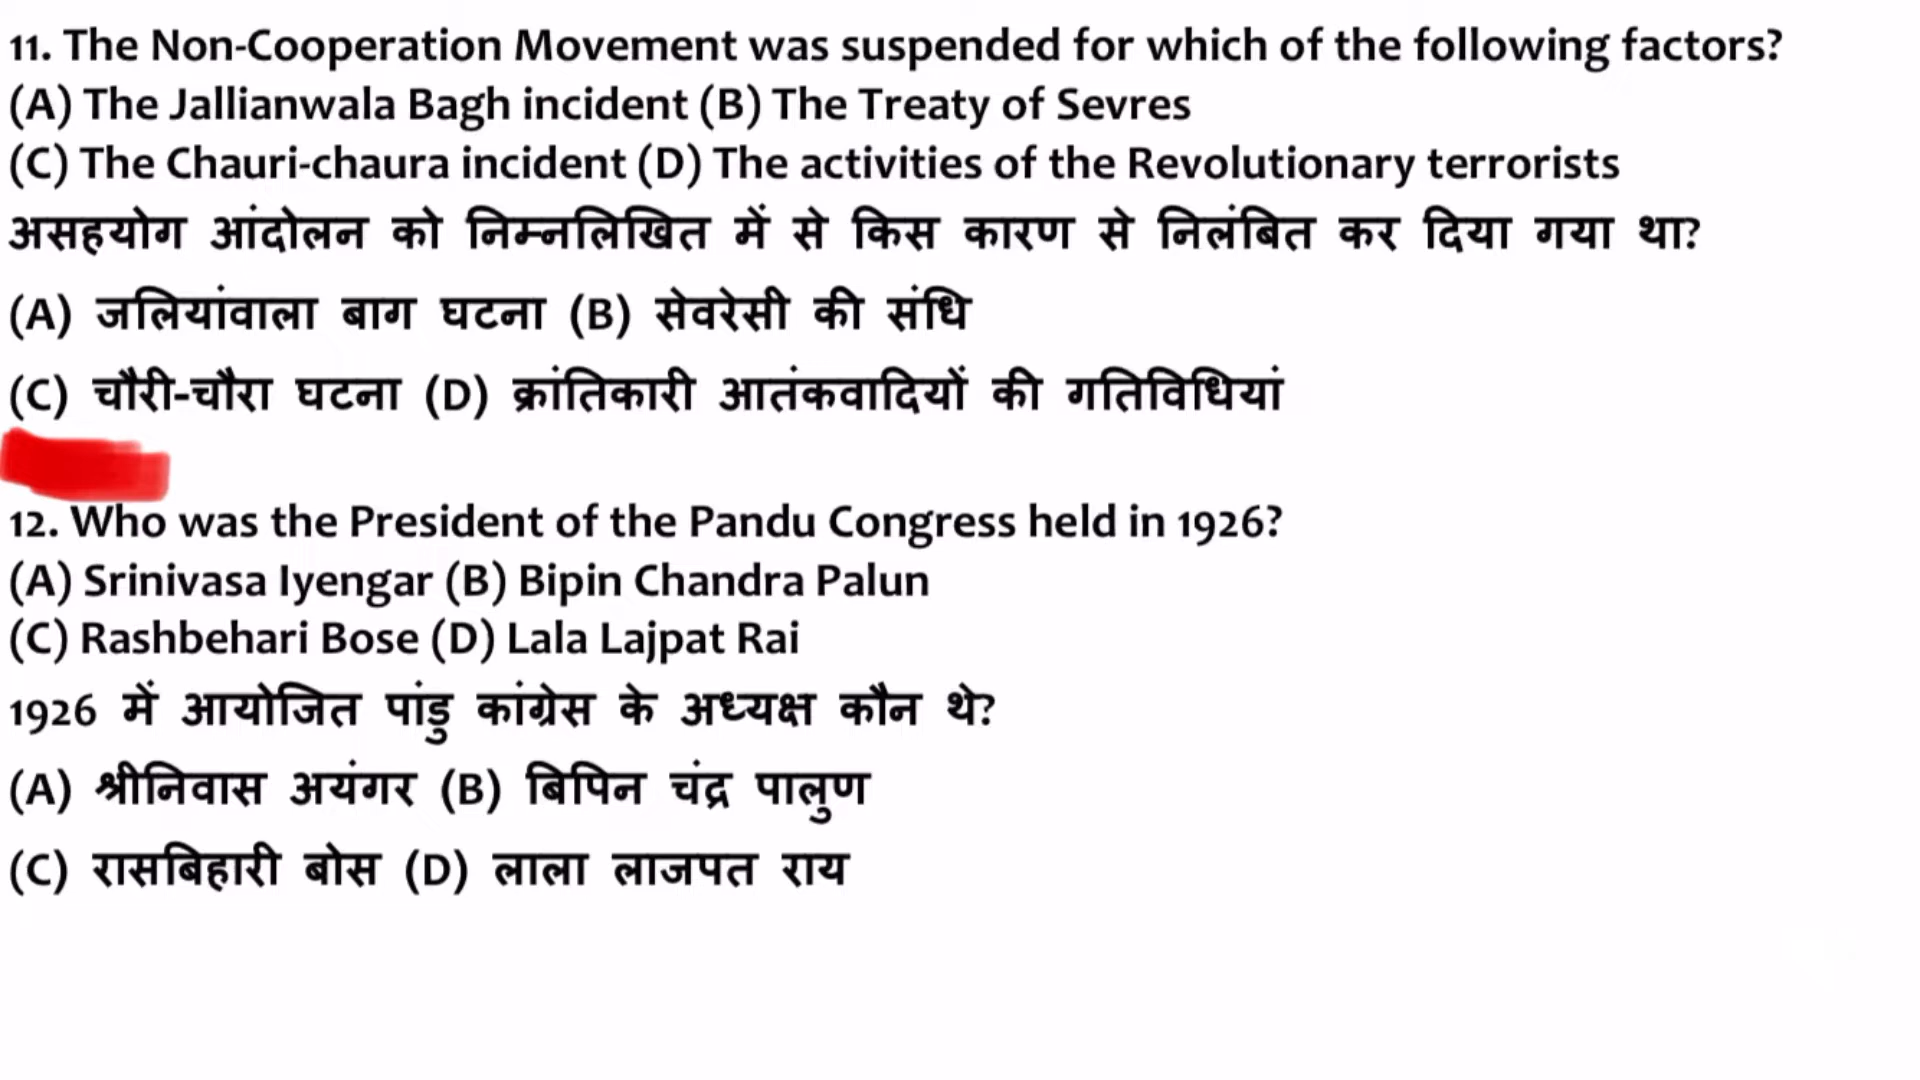 11. The Non-Cooperation Movement was suspended for which of the following factors?
(A) The Jallianwala Bagh incident (B) The Treaty of Sevres
(C) The Chauri-chaura incident (D) The activities of the Revolutionary terrorists
असहयोग आंदोलन को निम्नलिखित में से किस कारण से निलंबित कर दिया गया था?
(A) जलियांवाला बाग घटना (B) सेवरेसी की संधि
(C) चौरी-चौरा घटना (D) क्रांतिकारी आतंकवादियों की गतिविधियां
12. Who was the President of the Pandu Congress held in 1926?
(A) Srinivasa Iyengar (B) Bipin Chandra Palun
(C) Rashbehari Bose (D) Lala Lajpat Rai
1926 में आयोजित पांडु कांग्रेस के अध्यक्ष कौन थे?
(A) श्रीनिवास अयंगर (B) बिपिन चंद्र पालुण
(C) रासबिहारी बोस (D) लाला लाजपत राय